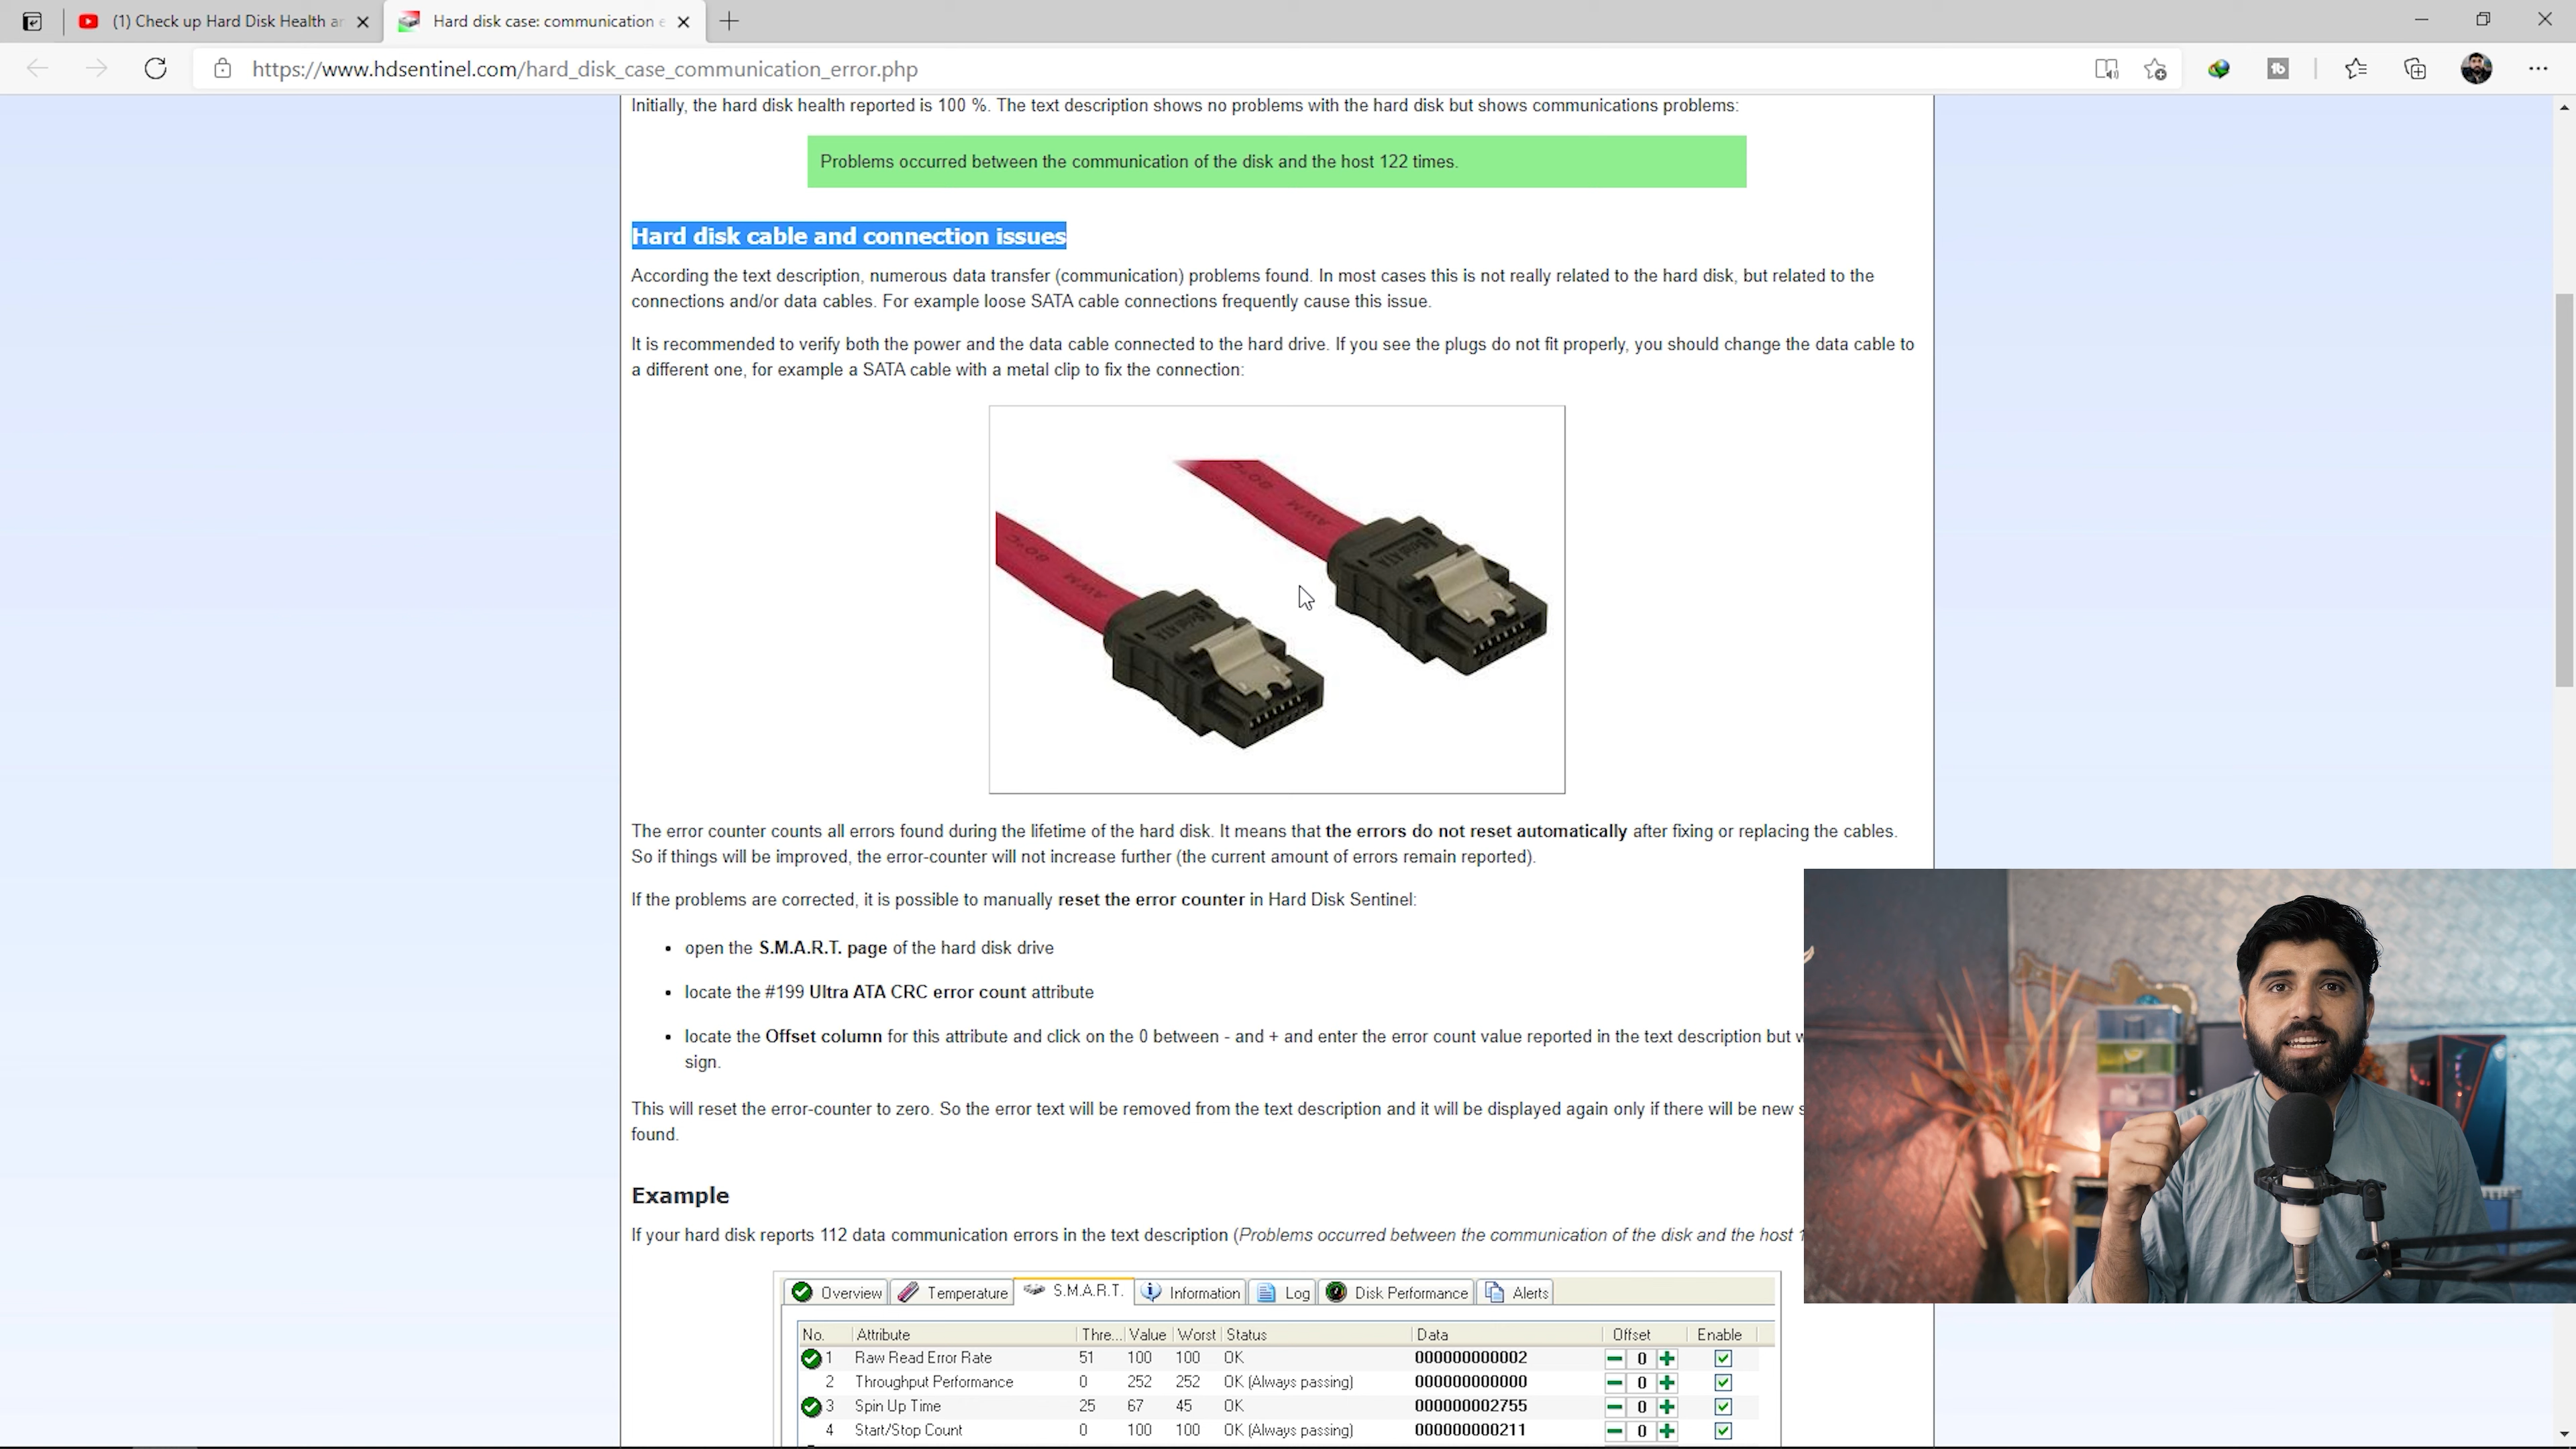 (1) Check up Hard Disk Health ar
Hard disk case: communication e
https://www.hdsentinel.com/hard_disk_case_communication_error.php
Initially, the hard disk health reported is 100 %. The text description shows no problems with the hard disk but shows communications problems:
Problems occurred between the communication of the disk and the host 122 times.
Hard disk cable and connection issues
According the text description, numerous data transfer (communication) problems found. In most cases this is not really related to the hard disk, but related to the
connections and/or data cables. For example loose SATA cable connections frequently cause this issue.
It is recommended to verify both the power and the data cable connected to the hard drive. If you see the plugs do not fit properly, you should change the data cable to
a different one, for example a SATA cable with a metal clip to fix the connection:
80°C
AWM
80°C
AWM
The error counter counts all errors found during the lifetime of the hard disk. It means that the errors do not reset automatically after fixing or replacing the cables.
So if things will be improved, the error-counter will not increase further (the current amount of errors remain reported).
If the problems are corrected, it is possible to manually reset the error counter in Hard Disk Sentinel:
• open the S.M.A.R.T. page of the hard disk drive
• locate the #199 Ultra ATA CRC error count attribute
• locate the Offset column for this attribute and click on the 0 between - and + and enter the error count value reported in the text description but
sign.
This will reset the error-counter to zero. So the error text will be removed from the text description and it will be displayed again only if there will be new
found.
Example
If your hard disk reports 112 data communication errors in the text description (Problems occurred between the communication of the disk and the host
Overview Temperature S.M.A.R.T. Information Log Disk Performance Alerts
No. Attribute Thre... Value Worst Status Data Offset Enable
1 Raw Read Error Rate 51 100 100 OK 000000000002 0
2 Throughput Performance 0 252 252 OK (Always passing) 000000000000 0
3 Spin Up Time 25 67 45 OK 000000002755 0
4 Start/Stop Count 0 100 100 OK (Always passing) 000000000211 0